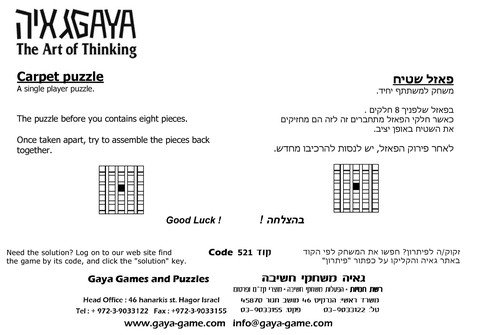 גאיה GAYA
The Art of Thinking
Carpet puzzle
A single player puzzle.
The puzzle before you contains eight pieces.
Once taken apart, try to assemble the pieces back
together.
פאזל שטיח
משחק למשתתף יחיד.
בפאזל שלפניך 8 חלקים .
כאשר חלקי הפאזל מתחברים זה לזה הם מחזיקים
את השטיח באופן יציב.
לאחר פירוק הפאזל, יש לנסות להרכיבו מחדש.
Good Luck !
בהצלחה !
Need the solution? Log on to our web site find
the game by its code, and click the "solution" key.
Code 521 קוד
זקוק/ה לפיתרון? חפשו את המשחק לפי הקוד
באתר גאיה והקליקו על כפתור "פיתרון"
Gaya Games and Puzzles
Head Office : 46 hanarkis st. Hagor Israel
Tel : + 972-3-9033122 Fax : +972-3-9033155
גאיה משחקי חשיבה
רשת חנויות • הפעלות משחקי חשיבה • מוצרי קד"מ ופרסום
משרד ראשי הנרקיס 46 מושב חגור 45870
טל: 03-9033122 פקס: 03-9033155
www.gaya-game.com info@gaya-game.com